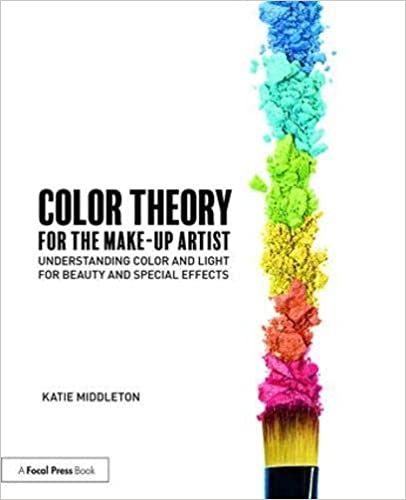 COLOR THEORY
FOR THE MAKE-UP ARTIST
UNDERSTANDING COLOR AND LIGHT
FOR BEAUTY AND SPECIAL EFFECTS
KATIE MIDDLETON
A Focal Press Book